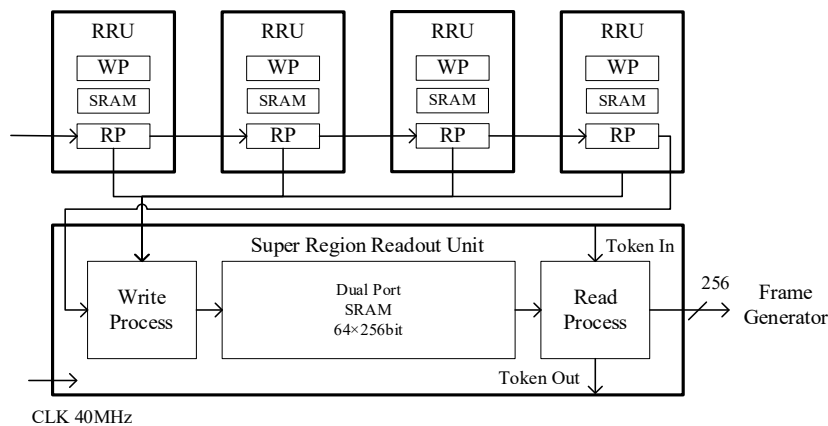 RRU
RRU
RRU
RRU
WP
WP
WP
WP
SRAM
SRAM
SRAM
SRAM
RP
RP
RP
RP
Super Region Readout Unit
Token In
Write
Process
Dual Port
SRAM
64×256bit
Read
Process
256
Frame
Generator
Token Out
CLK 40MHz